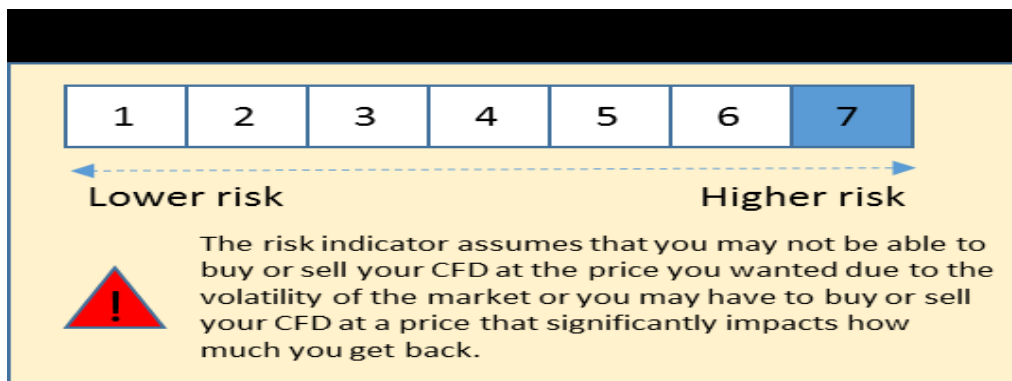 1 2 3 4 5 6 7
Lower risk Higher risk
The risk indicator assumes that you may not be able to
buy or sell your CFD at the price you wanted due to the
volatility of the market or you may have to buy or sell
your CFD at a price that significantly impacts how
much you get back.
!